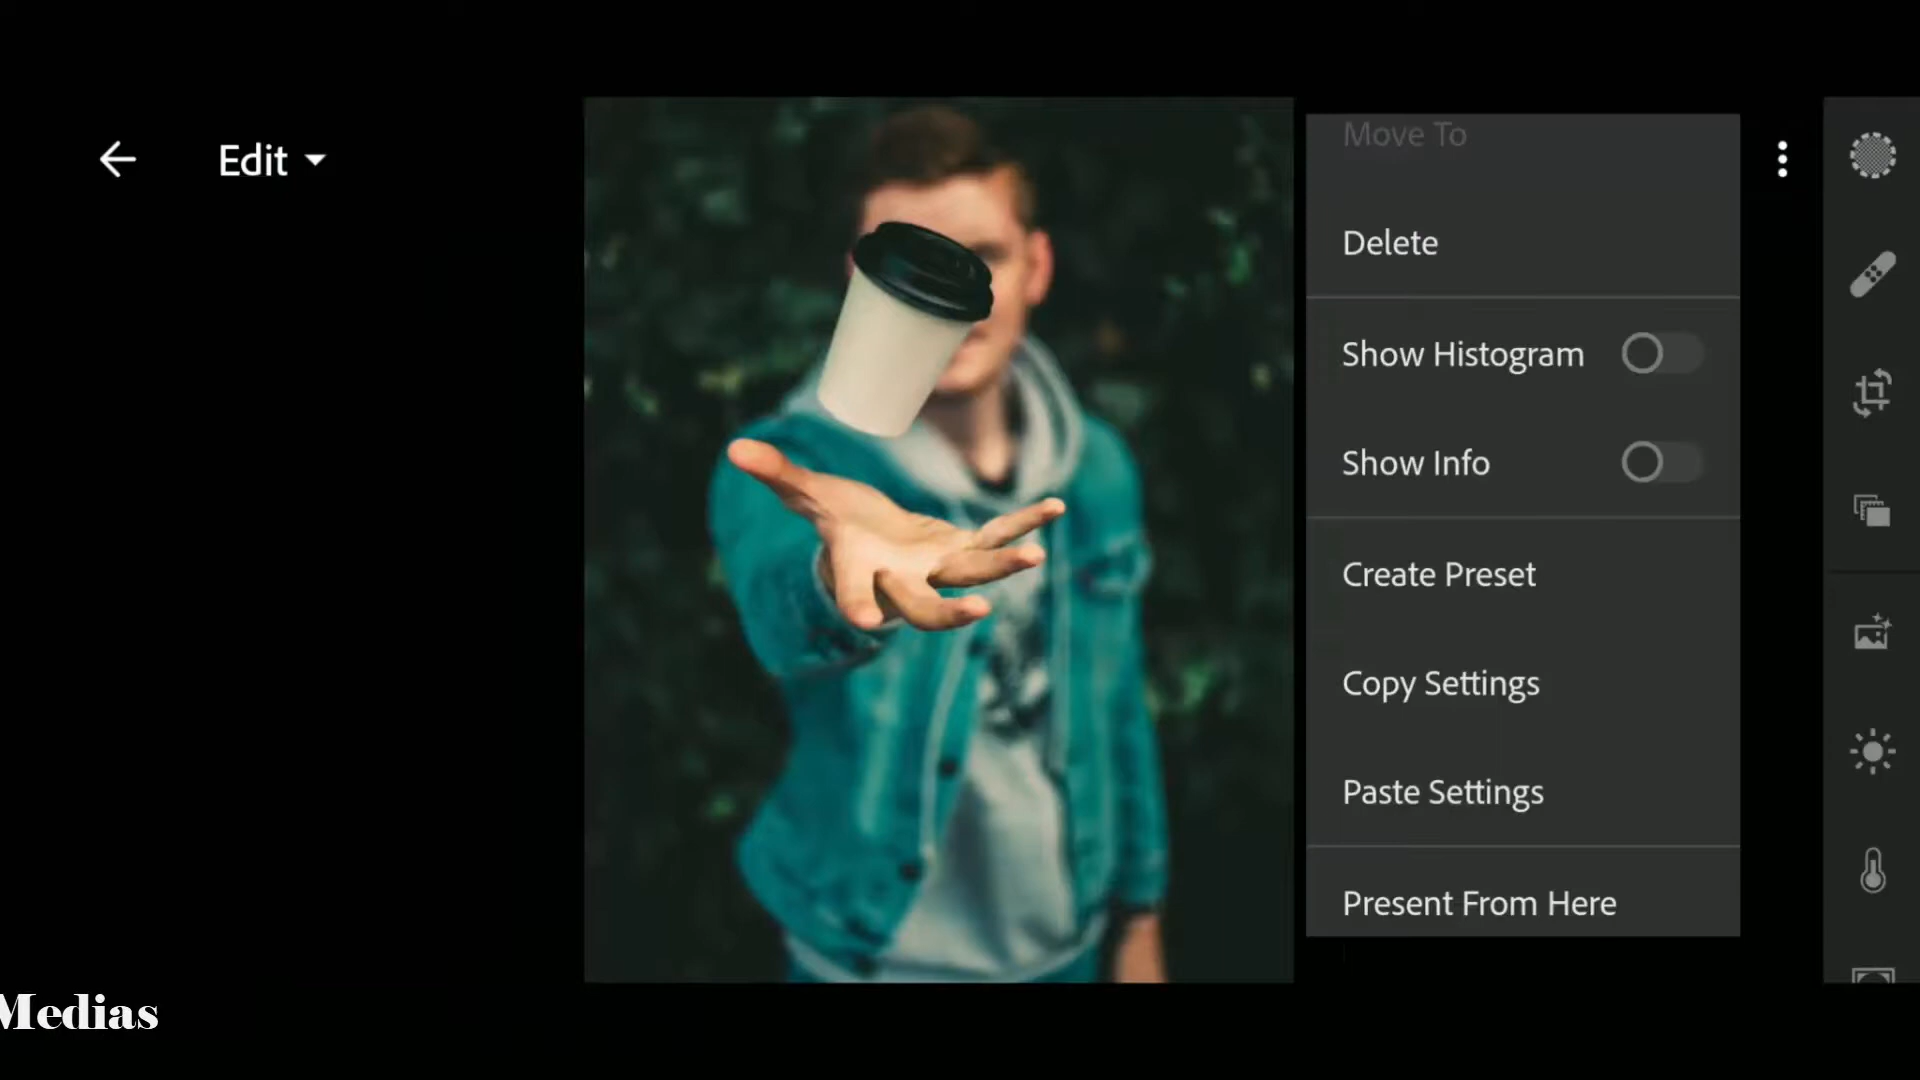 Edit
Move To
Delete
Show Histogram
Show Info
Create Preset
Copy Settings
Paste Settings
Present From Here
Medias